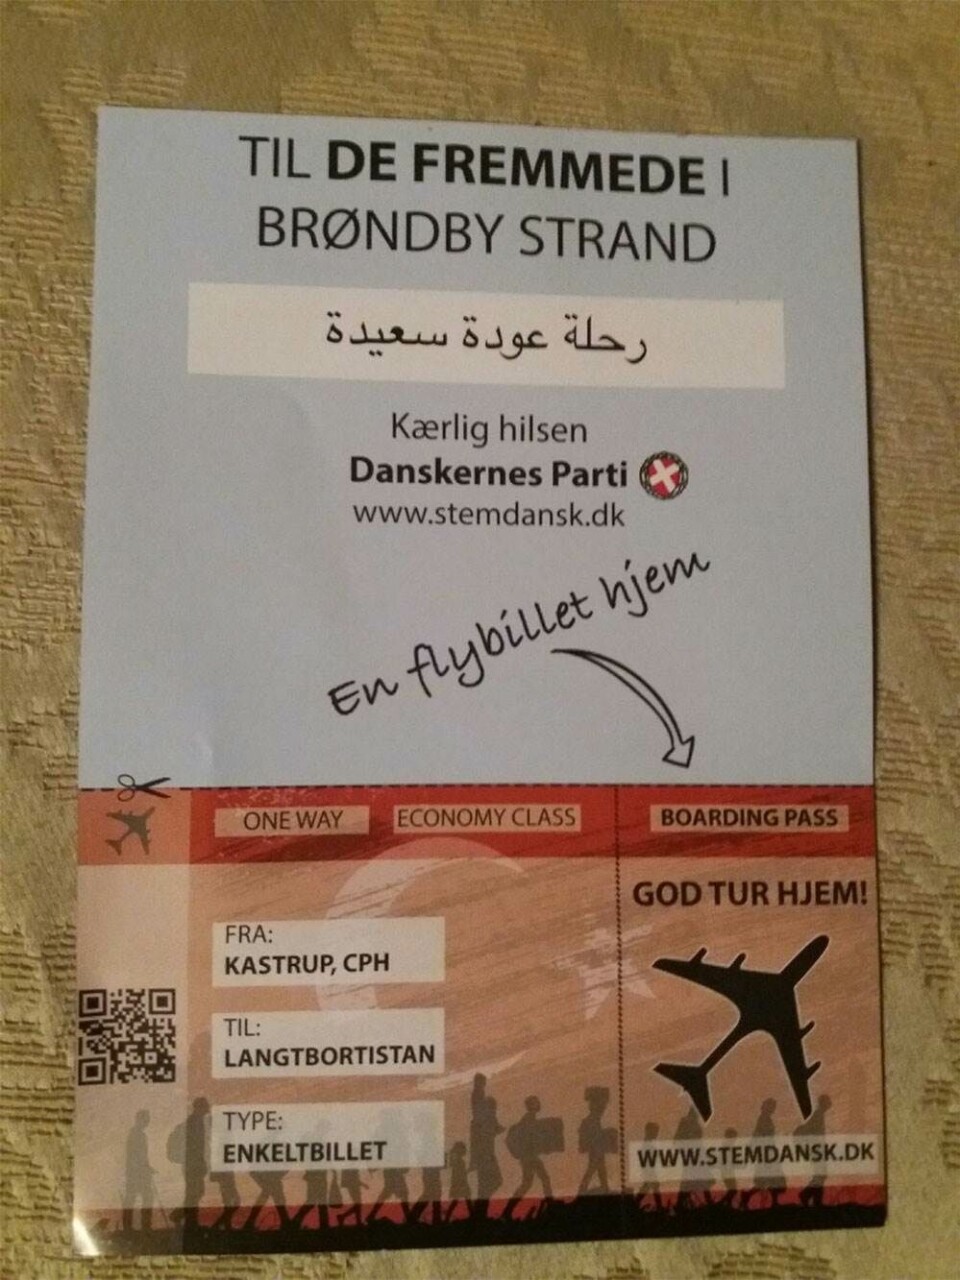 TIL DE FREMMEDE I
BRØNDBY STRAND
رحلة عودة سعيدة
Kærlig hilsen
Danskernes Parti
www.stemdansk.dk
En flybillet hjem
ONE WAY
ECONOMY CLASS
BOARDING PASS
GOD TUR HJEM!
FRA:
KASTRUP, CPH
TIL:
LANGTBORTISTAN
TYPE:
ENKELTBILLET
WWW.STEMDANSK.DK